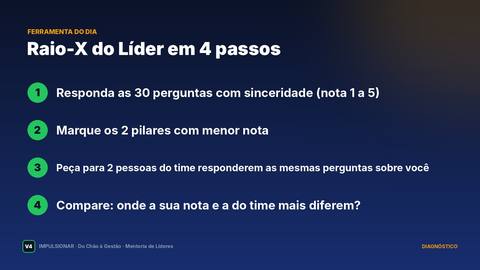 FERRAMENTA DO DIA
Raio-X do Líder em 4 passos
1 Responda as 30 perguntas com sinceridade (nota 1 a 5)
2 Marque os 2 pilares com menor nota
3 Peça para 2 pessoas do time responderem as mesmas perguntas sobre você
4 Compare: onde a sua nota e a do time mais diferem?
V4 IMPULSIONAR · Do Chão à Gestão · Mentoria de Líderes DIAGNÓSTICO